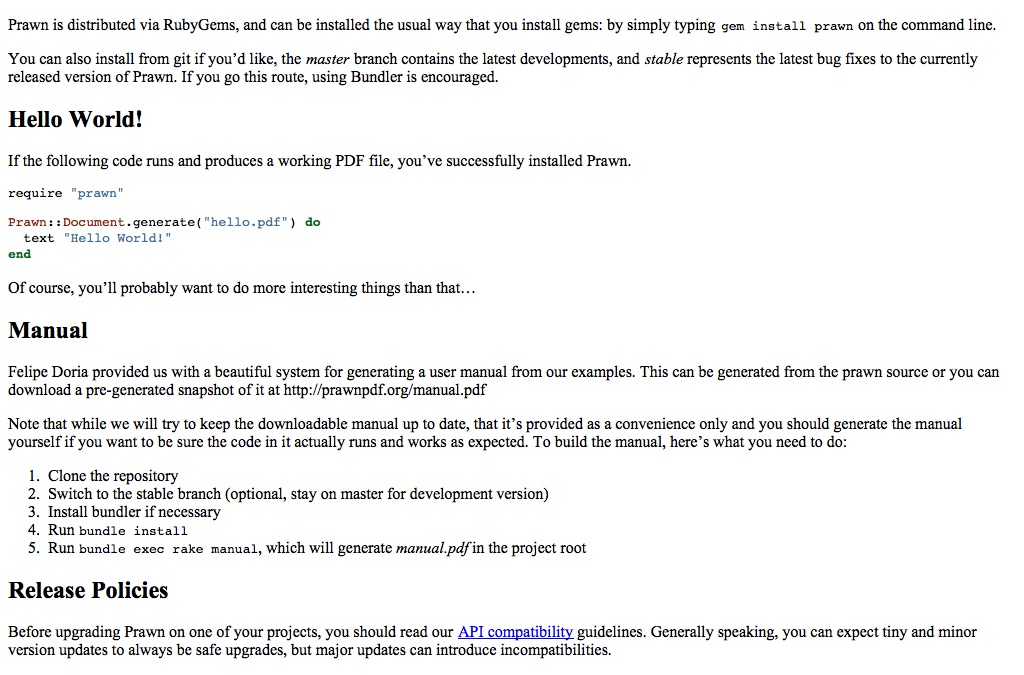 Prawn is distributed via RubyGems, and can be installed the usual way that you install gems: by simply typing gem install prawn on the command line.
You can also install from git if you’d like, the master branch contains the latest developments, and stable represents the latest bug fixes to the currently
released version of Prawn. If you go this route, using Bundler is encouraged.
Hello World!
If the following code runs and produces a working PDF file, you’ve successfully installed Prawn.
require "prawn"
Prawn::Document.generate("hello.pdf") do
  text "Hello World!"
end
Of course, you’ll probably want to do more interesting things than that…
Manual
Felipe Doria provided us with a beautiful system for generating a user manual from our examples. This can be generated from the prawn source or you can
download a pre-generated snapshot of it at http://prawnpdf.org/manual.pdf
Note that while we will try to keep the downloadable manual up to date, that it’s provided as a convenience only and you should generate the manual
yourself if you want to be sure the code in it actually runs and works as expected. To build the manual, here’s what you need to do:
1. Clone the repository
2. Switch to the stable branch (optional, stay on master for development version)
3. Install bundler if necessary
4. Run bundle install
5. Run bundle exec rake manual, which will generate manual.pdf in the project root
Release Policies
Before upgrading Prawn on one of your projects, you should read our API compatibility guidelines. Generally speaking, you can expect tiny and minor
version updates to always be safe upgrades, but major updates can introduce incompatibilities.